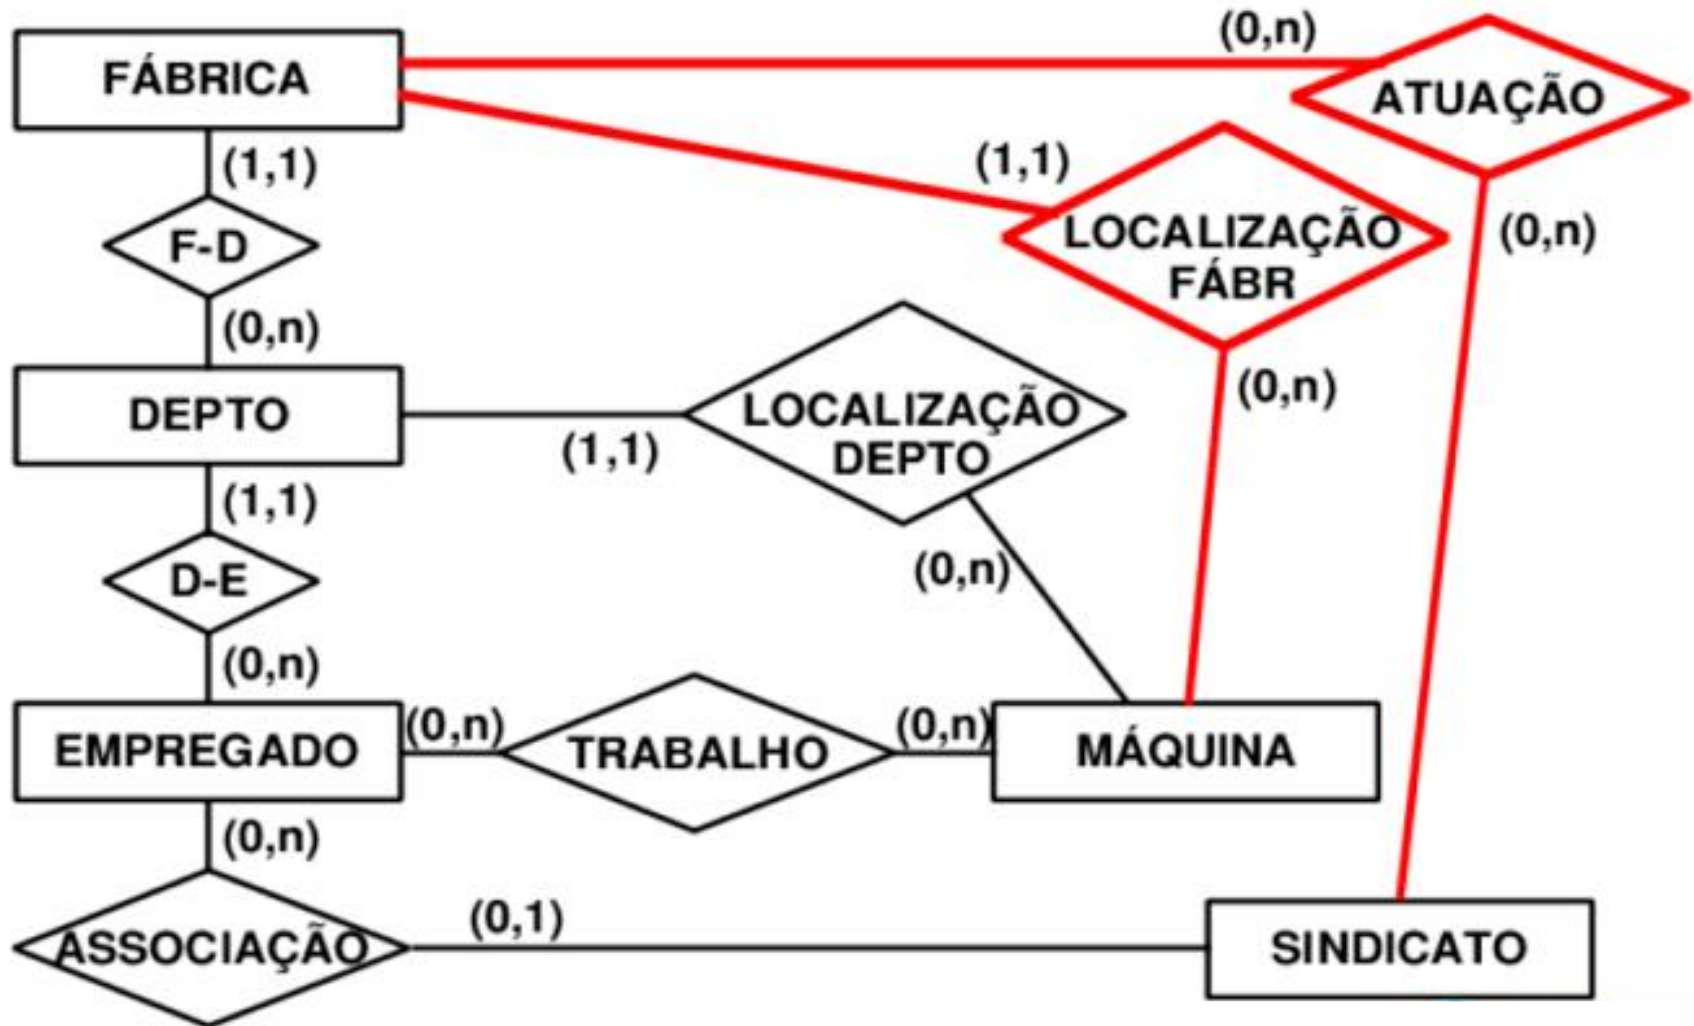 (0,n)
FÁBRICA
ATUAÇÃO
(1,1)
(1,1)
LOCALIZAÇÃO
FÁBR
(0,n)
F-D
(0,n)
(0,n)
DEPTO
LOCALIZAÇÃO
DEPTO
(1,1)
(1,1)
D-E
(0,n)
(0,n)
EMPREGADO
(0,n)
TRABALHO
(0,n)
MÁQUINA
(0,n)
(0,1)
ASSOCIAÇÃO
SINDICATO